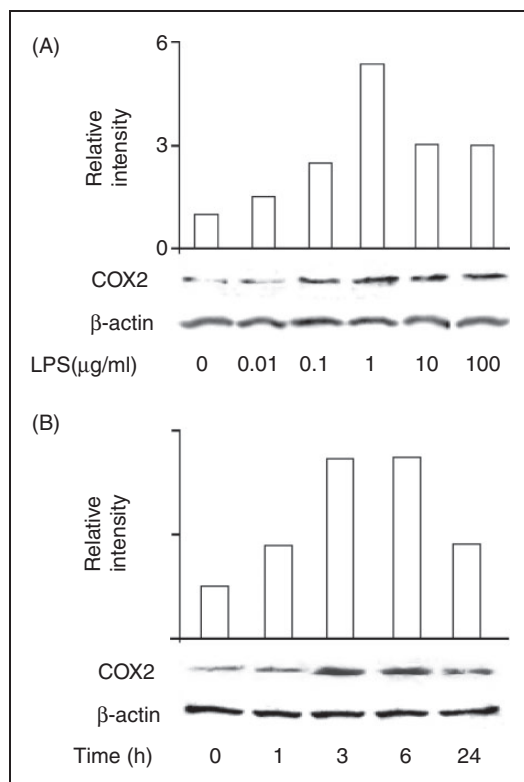 (A)
6
3
0
Relative
intensity
COX2
β-actin
LPS(μg/ml) 0 0.01 0.1 1 10 100
(B)
Relative
intensity
COX2
β-actin
Time (h) 0 1 3 6 24